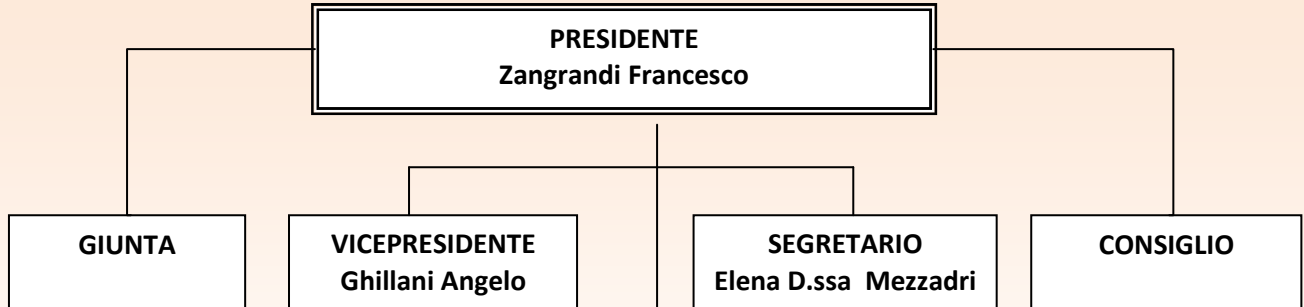 PRESIDENTE
Zangrandi Francesco
GIUNTA
VICEPRESIDENTE
Ghillani Angelo
SEGRETARIO
Elena D.ssa  Mezzadri
CONSIGLIO